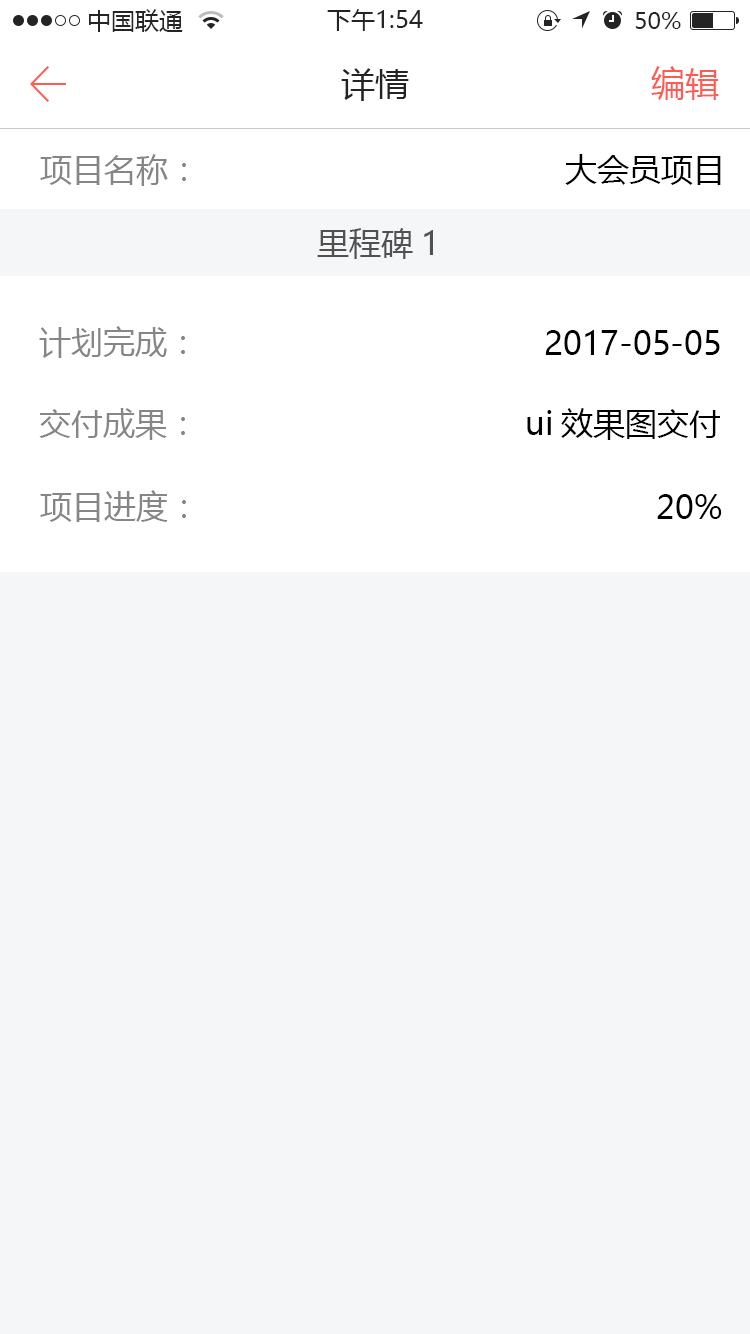 中国联通 下午1:54 50%
详情 编辑
项目名称： 大会员项目
里程碑 1
计划完成： 2017-05-05
交付成果： ui 效果图交付
项目进度： 20%